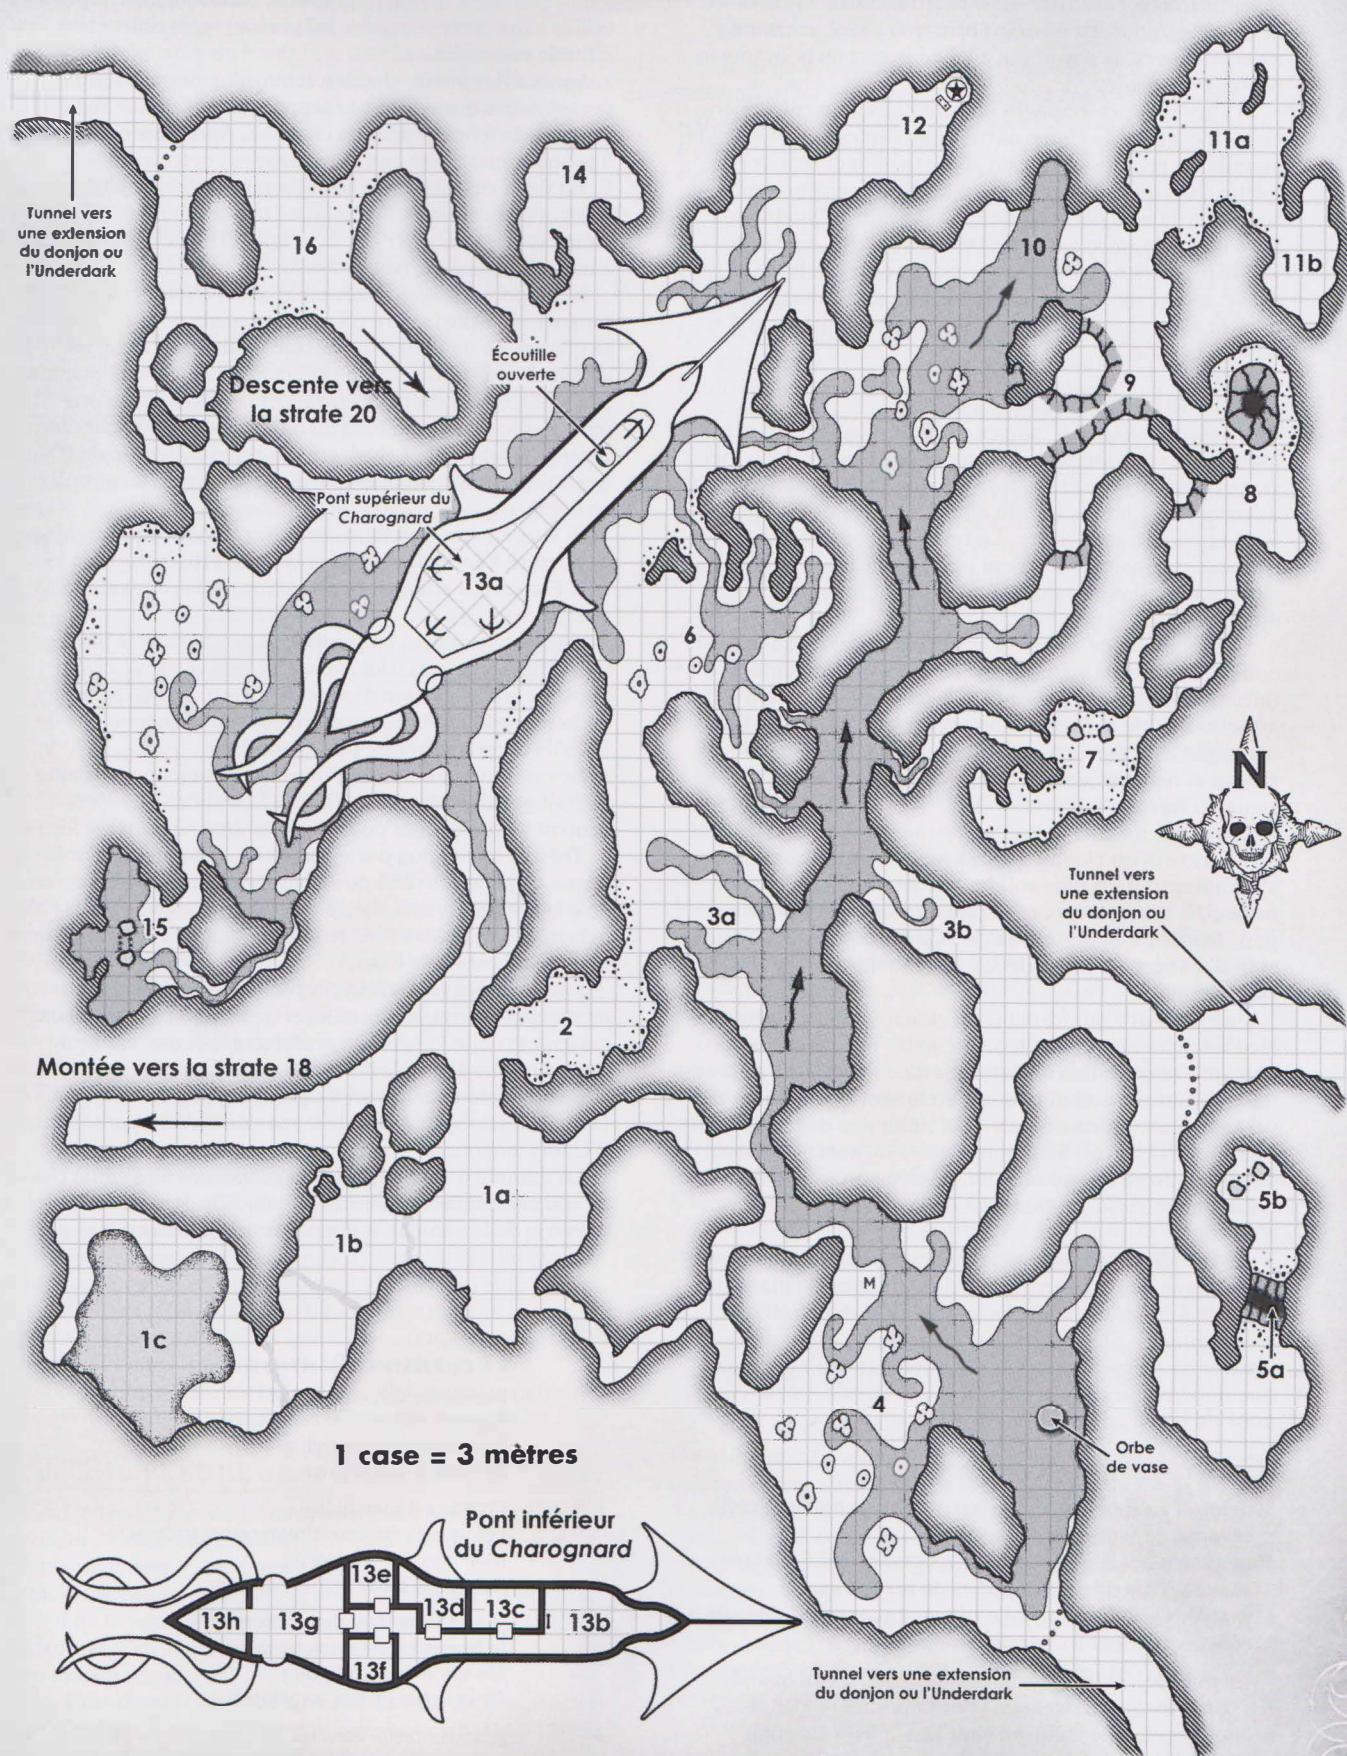 12
11a
14
Tunnel vers
une extension
du donjon ou
l'Underdark
16
10
11b
Écoutille
ouverte
Descente vers
la strate 20
9
Pont supérieur du
Charognard
8
13a
6
7
N
Tunnel vers
une extension
du donjon ou
l'Underdark
3a
3b
15
2
Montée vers la strate 18
1a
5b
1b
M
1c
5a
4
1 case = 3 mètres
Orbe
de vase
Pont inférieur
du Charognard
13e
13d
13c
13h
13g
13b
13f
Tunnel vers une extension
du donjon ou l'Underdark